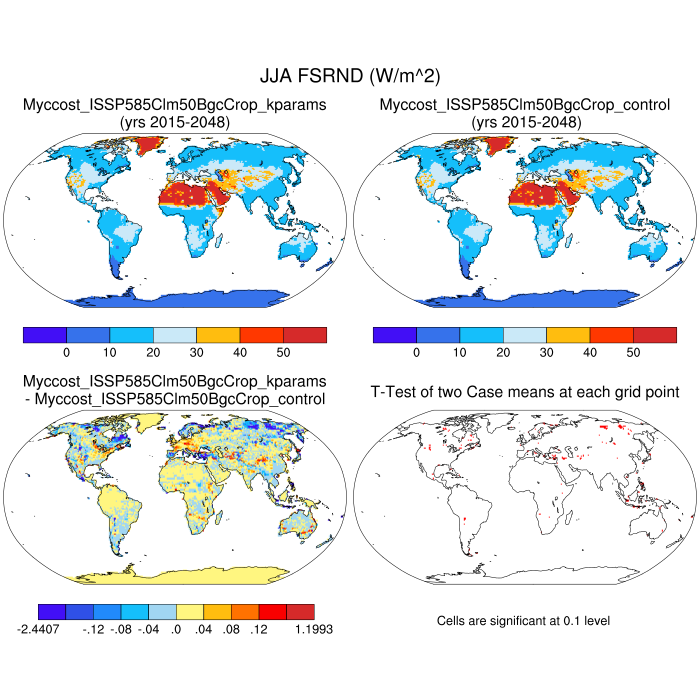 JJA FSRND (W/m^2)
Myccost_ISSP585Clm50BgcCrop_kparams
(yrs 2015-2048)
Myccost_ISSP585Clm50BgcCrop_control
(yrs 2015-2048)
0 10 20 30 40 50
0 10 20 30 40 50
Myccost_ISSP585Clm50BgcCrop_kparams
- Myccost_ISSP585Clm50BgcCrop_control
T-Test of two Case means at each grid point
-2.4407 -.12 -.08 -.04 .0 .04 .08 .12 1.1993
Cells are significant at 0.1 level